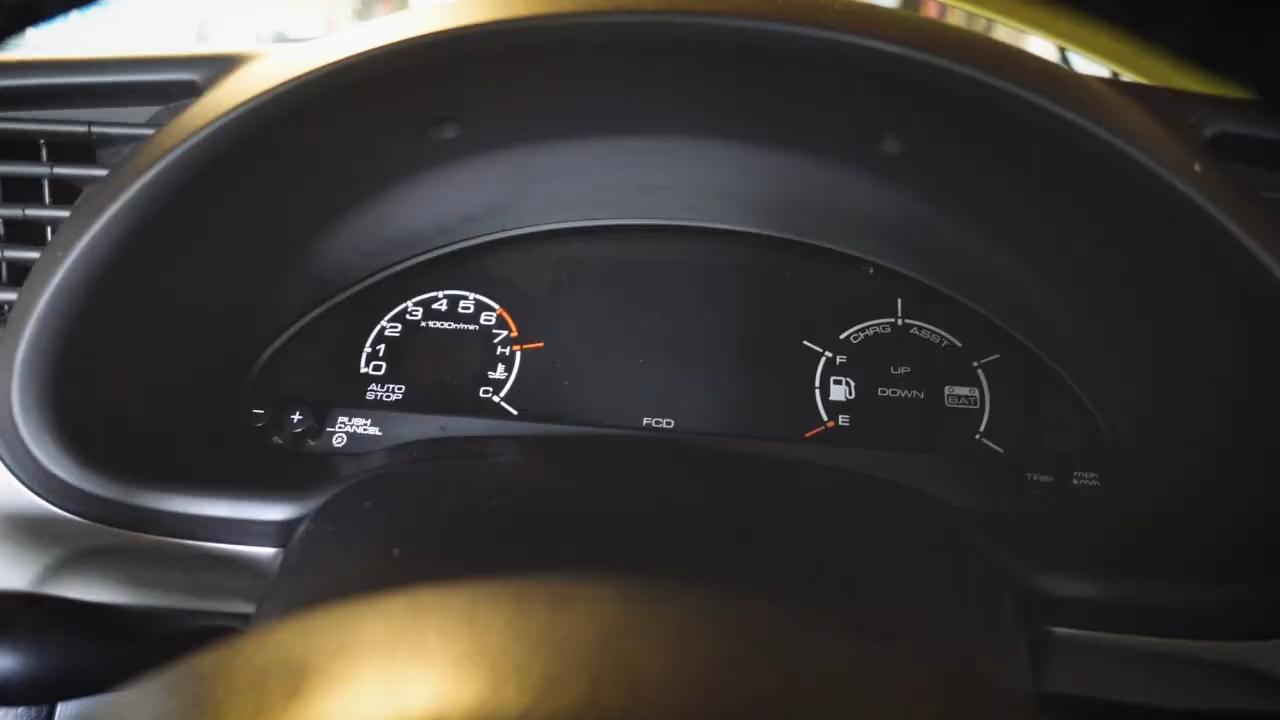 0
1
2
3
4
5
6
7
x1000r/min
H
C
AUTO
STOP
- +
PUSH
CANCEL
FCD
CHRG ASST
F
E
UP
DOWN
BAT
TRIP
mph
km/h